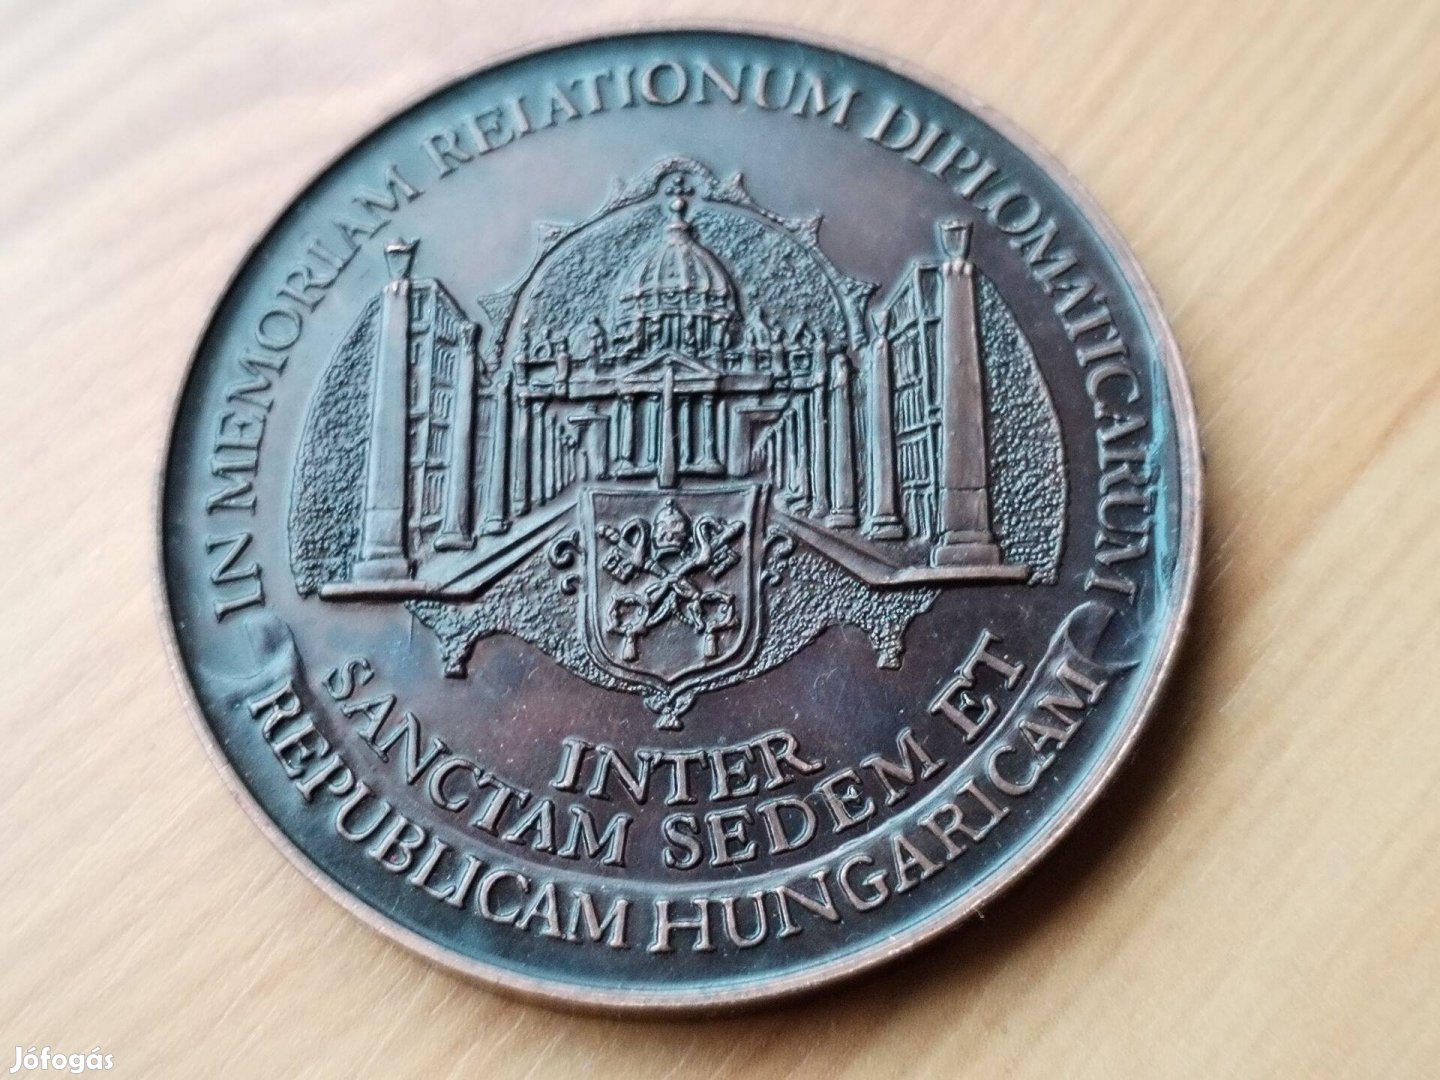 IN MEMORIAM RELATIONUM DIPLOMATICARUM
INTER
SANCTAM SEDEM ET
REPUBLICAM HUNGARICAM
Jófogás